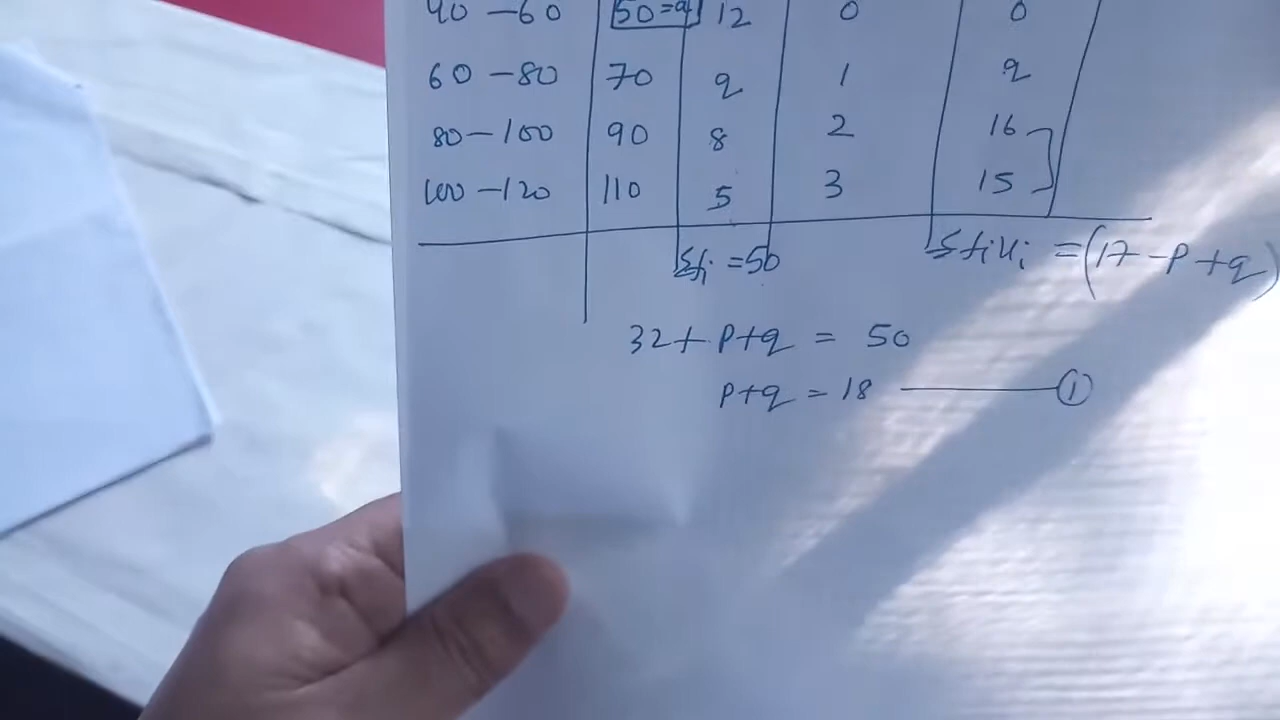 40 - 60 50 = a 12 0 0
60 - 80 70 q 1 q
80 - 100 90 8 2 16
100 - 120 110 5 3 15
Σfi = 50 Σfiui = (17 - p + q)
32 + p + q = 50
p + q = 18 ——— ①